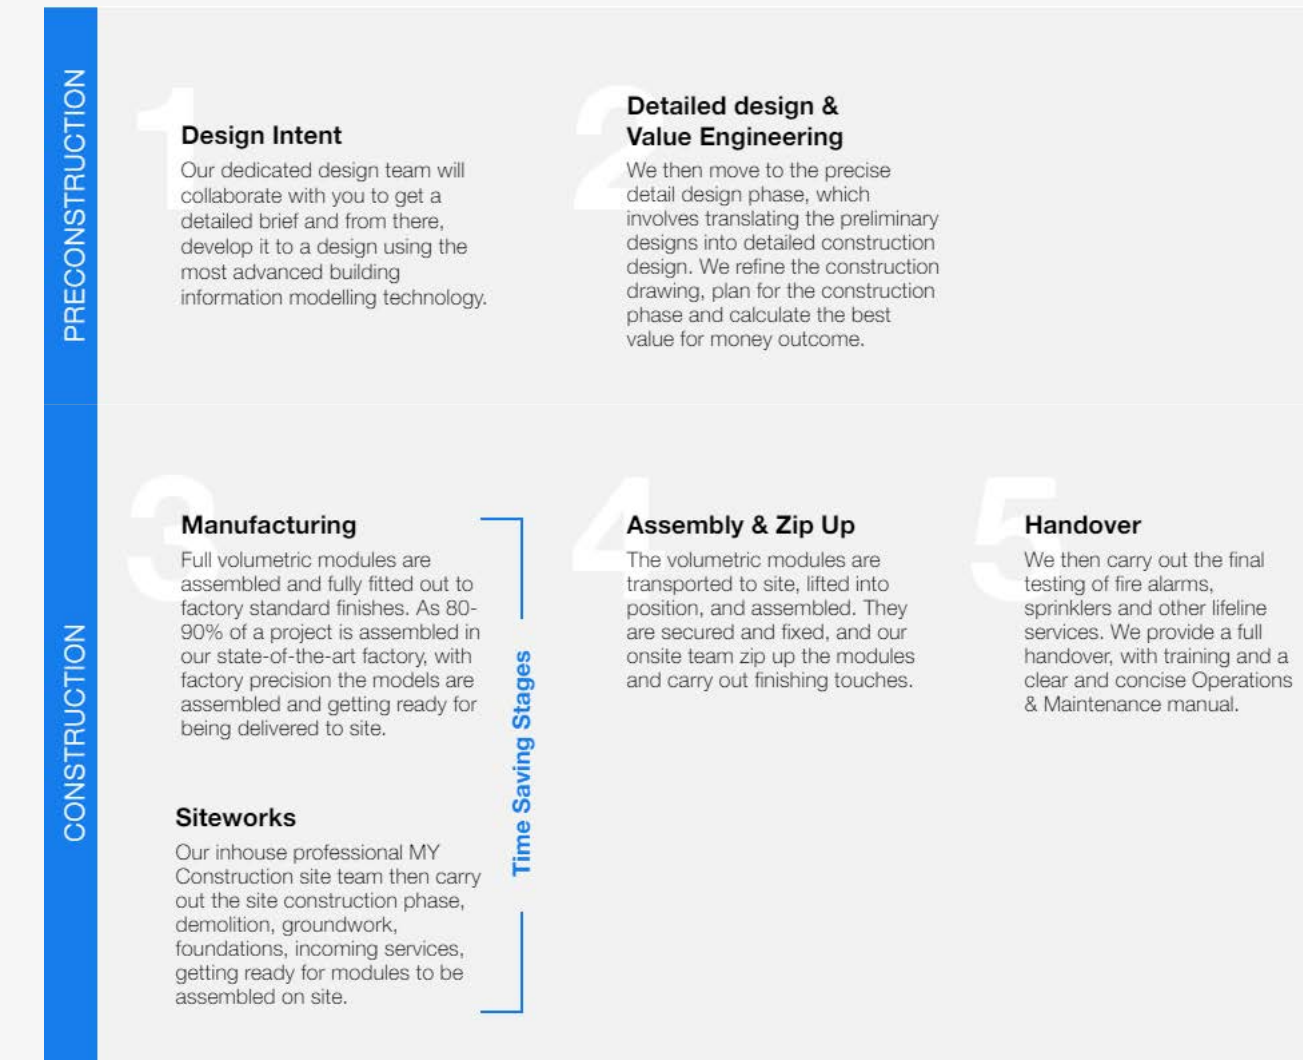 PRECONSTRUCTION
1
Design Intent
Our dedicated design team will
collaborate with you to get a
detailed brief and from there,
develop it to a design using the
most advanced building
information modelling technology.
2
Detailed design &
Value Engineering
We then move to the precise
detail design phase, which
involves translating the preliminary
designs into detailed construction
design. We refine the construction
drawing, plan for the construction
phase and calculate the best
value for money outcome.
CONSTRUCTION
3
Manufacturing
Full volumetric modules are
assembled and fully fitted out to
factory standard finishes. As 80-
90% of a project is assembled in
our state-of-the-art factory, with
factory precision the models are
assembled and getting ready for
being delivered to site.
Siteworks
Our inhouse professional MY
Construction site team then carry
out the site construction phase,
demolition, groundwork,
foundations, incoming services,
getting ready for modules to be
assembled on site.
Time Saving Stages
4
Assembly & Zip Up
The volumetric modules are
transported to site, lifted into
position, and assembled. They
are secured and fixed, and our
onsite team zip up the modules
and carry out finishing touches.
5
Handover
We then carry out the final
testing of fire alarms,
sprinklers and other lifeline
services. We provide a full
handover, with training and a
clear and concise Operations
& Maintenance manual.